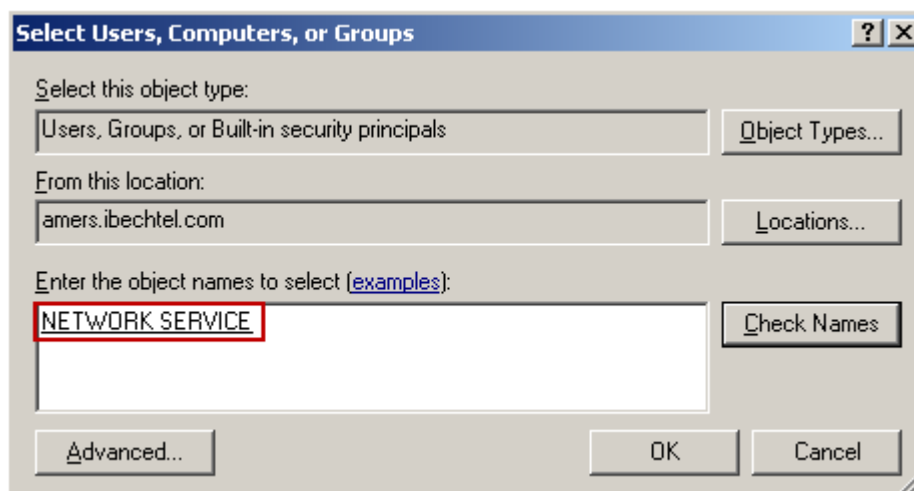 Select Users, Computers, or Groups
Select this object type:
Users, Groups, or Built-in security principals
Object Types...
From this location:
amers.ibechtel.com
Locations...
Enter the object names to select (examples):
NETWORK SERVICE
Check Names
Advanced...
OK
Cancel